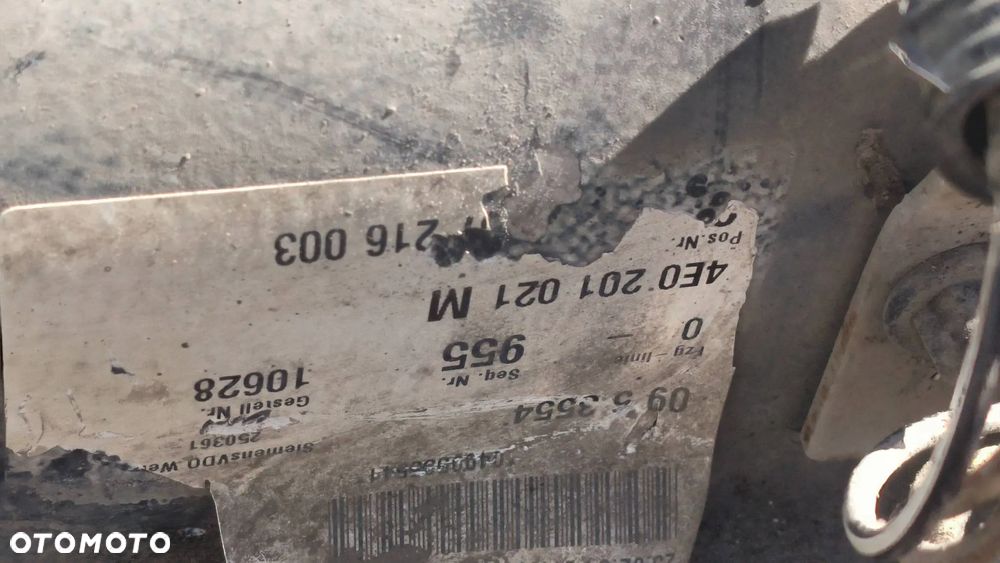 SiemensVDO
250361
09 5 3554
Fzg - linie Seq. Nr. Gestell Nr.
0 – 955 10628
4E0 201 021 M
Pos.Nr
216 003
OTOMOTO